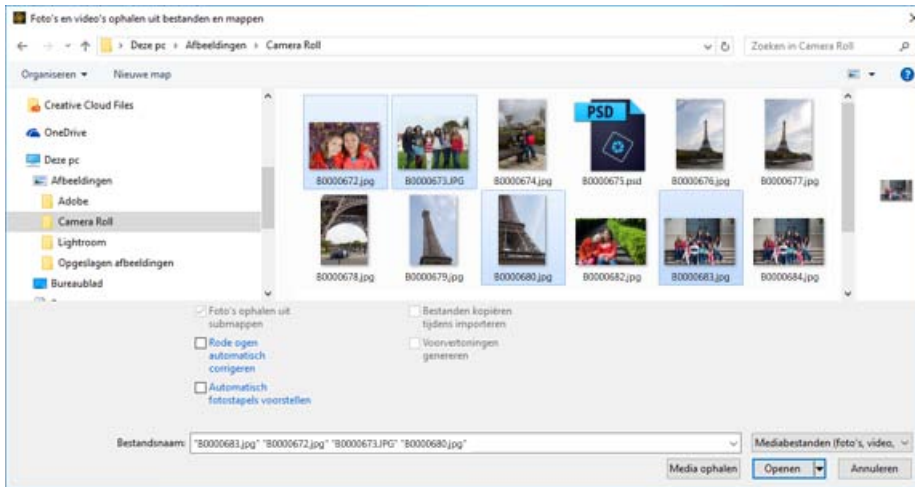 Foto's en video's ophalen uit bestanden en mappen
Deze pc › Afbeeldingen › Camera Roll
Zoeken in Camera Roll
Organiseren
Nieuwe map
Creative Cloud Files
OneDrive
Deze pc
Afbeeldingen
Adobe
Camera Roll
Lightroom
Opgeslagen afbeeldingen
Bureaublad
PSD
B0000672.jpg
B0000673.JPG
B0000674.jpg
B0000675.psd
B0000676.jpg
B0000677.jpg
B0000678.jpg
B0000679.jpg
B0000680.jpg
B0000682.jpg
B0000683.jpg
B0000684.jpg
Foto's ophalen uit
submappen
Bestanden kopiëren
tijdens importeren
Rode ogen
automatisch
corrigeren
Voorvertoningen
genereren
Automatisch
fotostapels voorstellen
Bestandsnaam: "B0000683.jpg" "B0000672.jpg" "B0000673.JPG" "B0000680.jpg"
Mediabestanden (foto's, video,
Media ophalen
Openen
Annuleren